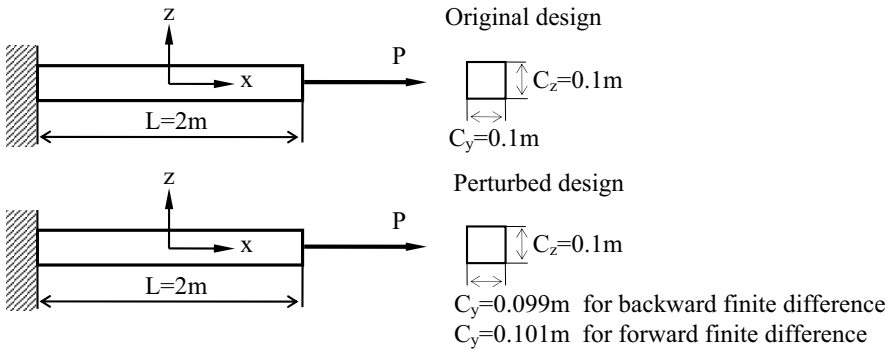 Original design
z
P
x
C_z=0.1m
L=2m
C_y=0.1m
Perturbed design
z
P
x
C_z=0.1m
L=2m
C_y=0.099m for backward finite difference
C_y=0.101m for forward finite difference